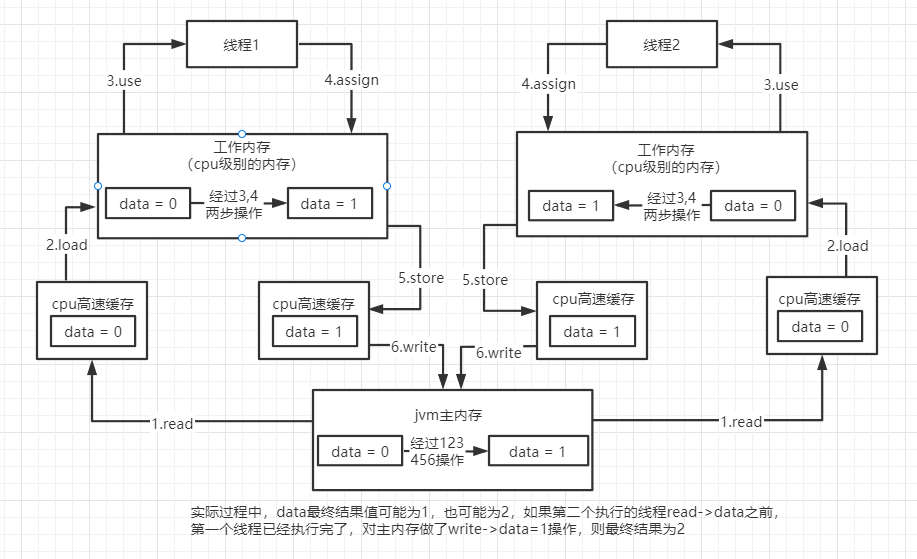 线程1
线程2
3.use
4.assign
4.assign
3.use
工作内存
（cpu级别的内存）
data = 0
经过3,4
两步操作
data = 1
工作内存
（cpu级别的内存）
data = 1
经过3,4
两步操作
data = 0
2.load
5.store
5.store
2.load
cpu高速缓存
data = 0
cpu高速缓存
data = 1
cpu高速缓存
data = 1
cpu高速缓存
data = 0
6.write
6.write
1.read
1.read
jvm主内存
data = 0
经过123
456操作
data = 1
实际过程中，data最终结果值可能为1，也可能为2，如果第二个执行的线程read->data之前，
第一个线程已经执行完了，对主内存做了write->data=1操作，则最终结果为2